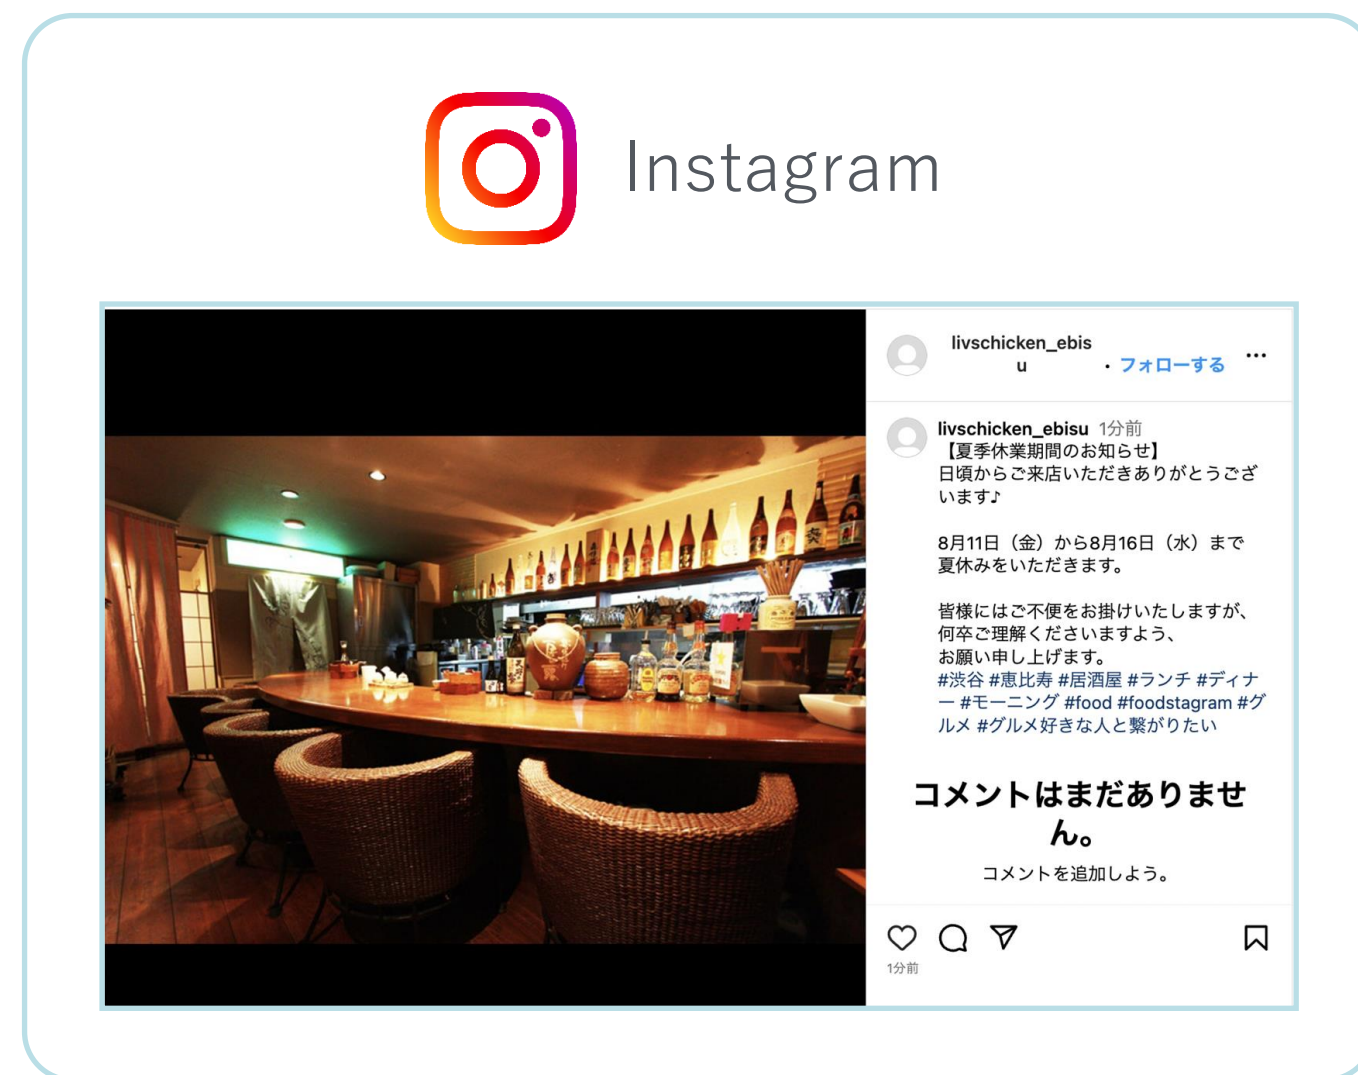 Instagram
livschicken_ebis
u
・フォローする
livschicken_ebisu 1分前
【夏季休業期間のお知らせ】
日頃からご来店いただきありがとうござ
います♪
8月11日（金）から8月16日（水）まで
夏休みをいただきます。
皆様にはご不便をお掛けいたしますが、
何卒ご理解くださいますよう、
お願い申し上げます。
#渋谷 #恵比寿 #居酒屋 #ランチ #ディナ
ー #モーニング #food #foodstagram #グ
ルメ #グルメ好きな人と繋がりたい
コメントはまだありませ
ん。
コメントを追加しよう。
1分前